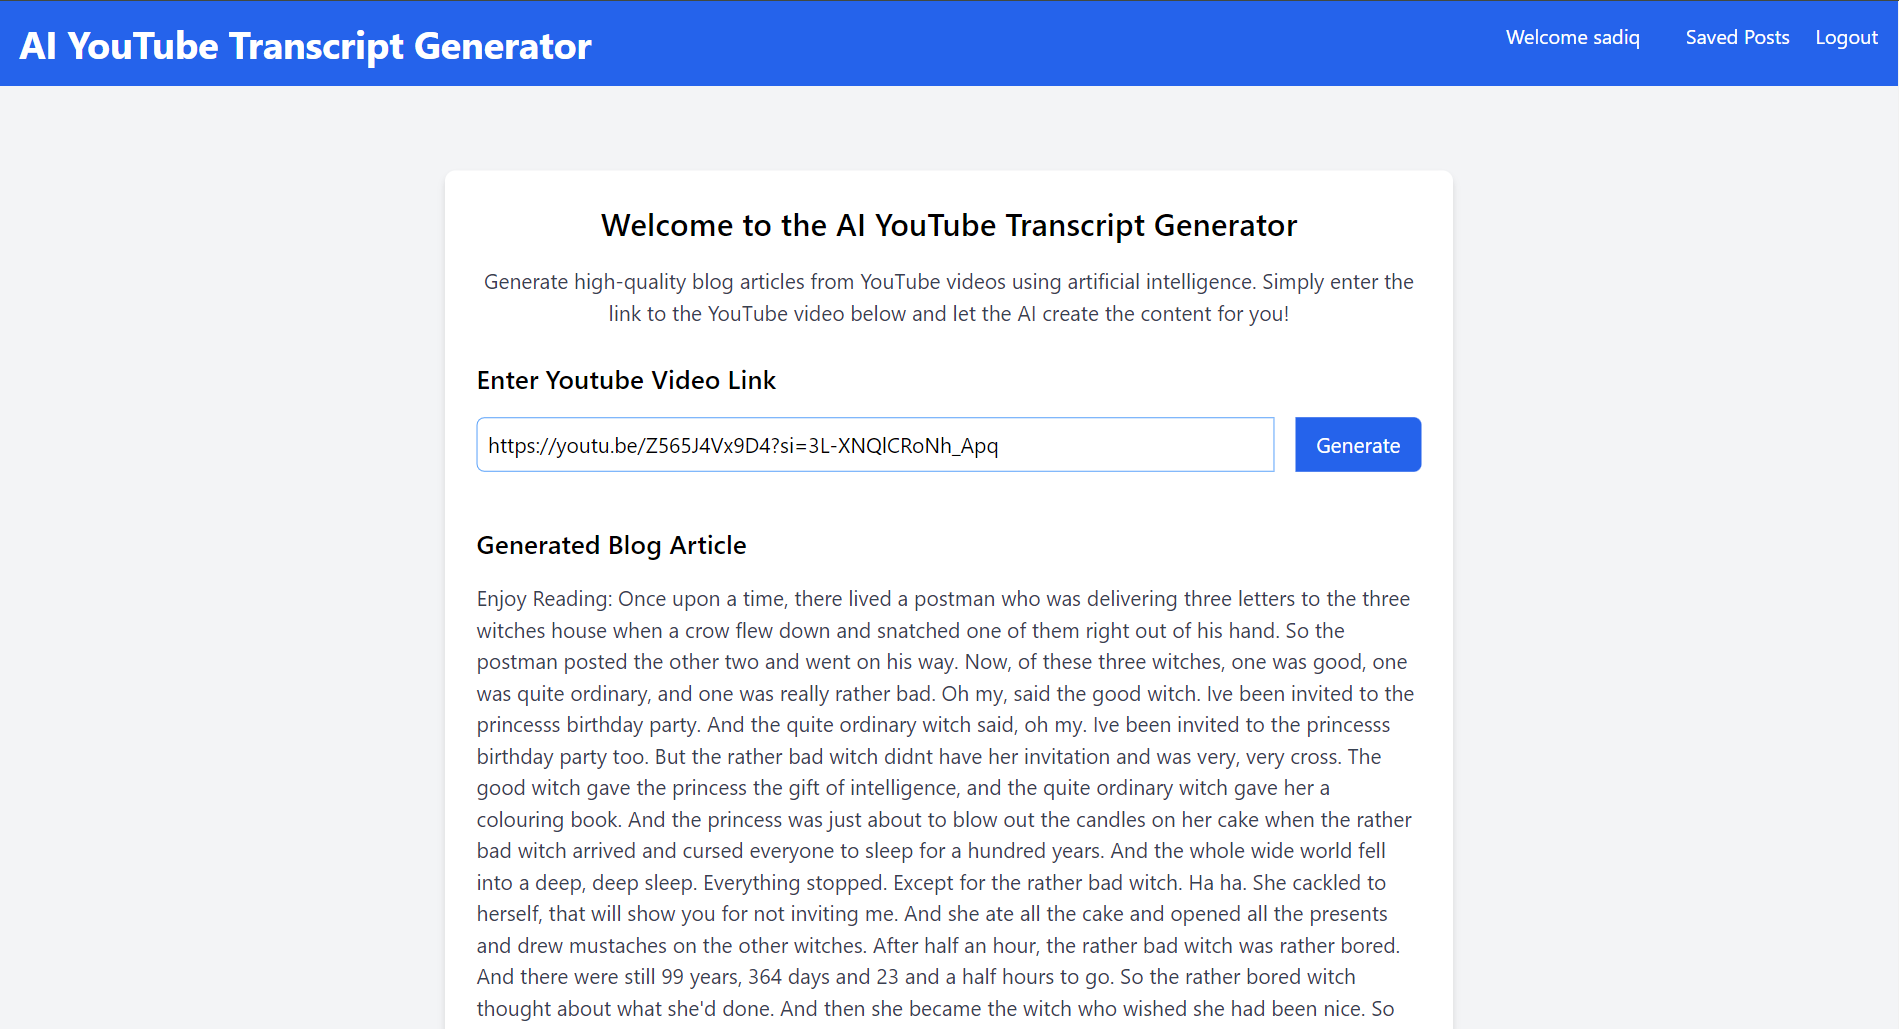 AI YouTube Transcript Generator
Welcome sadiq Saved Posts Logout
Welcome to the AI YouTube Transcript Generator
Generate high-quality blog articles from YouTube videos using artificial intelligence. Simply enter the
link to the YouTube video below and let the AI create the content for you!
Enter Youtube Video Link
https://youtu.be/Z565J4Vx9D4?si=3L-XNQlCRoNh_Apq
Generate
Generated Blog Article
Enjoy Reading: Once upon a time, there lived a postman who was delivering three letters to the three
witches house when a crow flew down and snatched one of them right out of his hand. So the
postman posted the other two and went on his way. Now, of these three witches, one was good, one
was quite ordinary, and one was really rather bad. Oh my, said the good witch. Ive been invited to the
princesss birthday party. And the quite ordinary witch said, oh my. Ive been invited to the princesss
birthday party too. But the rather bad witch didnt have her invitation and was very, very cross. The
good witch gave the princess the gift of intelligence, and the quite ordinary witch gave her a
colouring book. And the princess was just about to blow out the candles on her cake when the rather
bad witch arrived and cursed everyone to sleep for a hundred years. And the whole wide world fell
into a deep, deep sleep. Everything stopped. Except for the rather bad witch. Ha ha. She cackled to
herself, that will show you for not inviting me. And she ate all the cake and opened all the presents
and drew mustaches on the other witches. After half an hour, the rather bad witch was rather bored.
And there were still 99 years, 364 days and 23 and a half hours to go. So the rather bored witch
thought about what she'd done. And then she became the witch who wished she had been nice. So